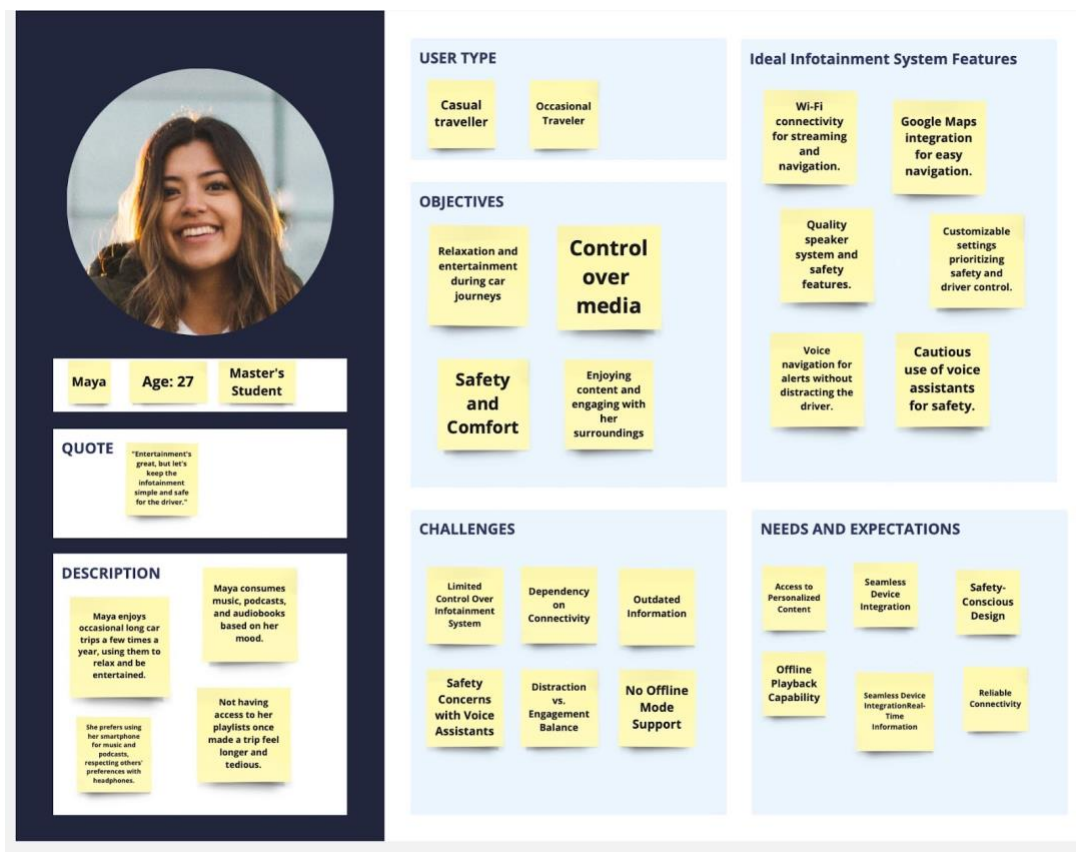 Maya
Age: 27
Master's
Student
QUOTE
"Entertainment's
great, but let's
keep the
infotainment
simple and safe
for the driver."
DESCRIPTION
Maya enjoys
occasional long car
trips a few times a
year, using them to
relax and be
entertained.
Maya consumes
music, podcasts,
and audiobooks
based on her
mood.
She prefers using
her smartphone
for music and
podcasts,
respecting others'
preferences with
headphones.
Not having
access to her
playlists once
made a trip feel
longer and
tedious.
USER TYPE
Casual
traveller
Occasional
Traveler
OBJECTIVES
Relaxation and
entertainment
during car
journeys
Control
over
media
Safety
and
Comfort
Enjoying
content and
engaging with
her
surroundings
Ideal Infotainment System Features
Wi-Fi
connectivity
for streaming
and
navigation.
Google Maps
integration
for easy
navigation.
Quality
speaker
system and
safety
features.
Customizable
settings
prioritizing
safety and
driver control.
Voice
navigation for
alerts without
distracting the
driver.
Cautious
use of voice
assistants
for safety.
CHALLENGES
Limited
Control Over
Infotainment
System
Dependency
on
Connectivity
Outdated
Information
Safety
Concerns
with Voice
Assistants
Distraction
vs.
Engagement
Balance
No Offline
Mode
Support
NEEDS AND EXPECTATIONS
Access to
Personalized
Content
Seamless
Device
Integration
Safety-
Conscious
Design
Offline
Playback
Capability
Seamless Device
IntegrationReal-
Time
Information
Reliable
Connectivity